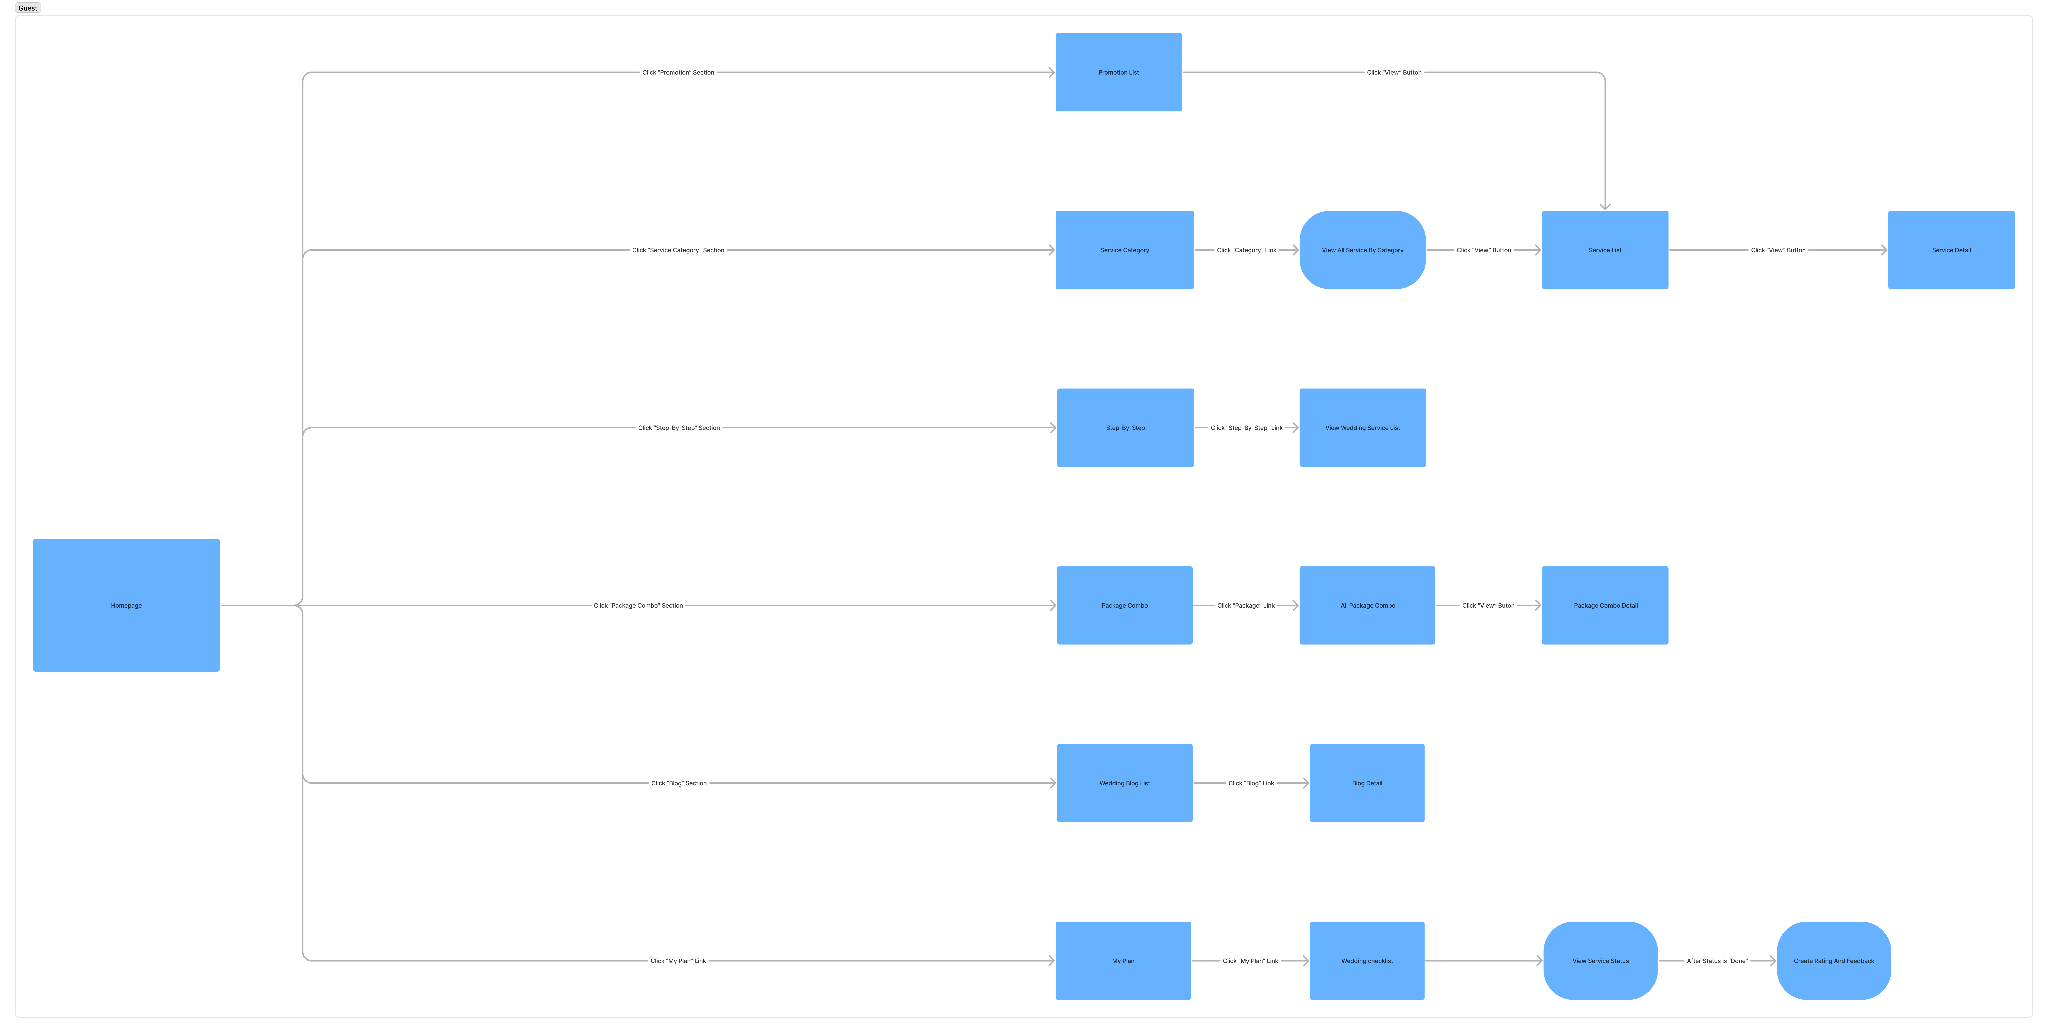 Guest
Click "Promotion" Section
Promotion List
Click "View" Button
Click "Service Category" Section
Service Category
Click "Category" Link
View All Service By Category
Click "View" Button
Service List
Click "View" Button
Service Detail
Click "Step-By-Step" Section
Step-By-Step
Click "Step-By-Step" Link
View Wedding Service List
Homepage
Click "Package Combo" Section
Package Combo
Click "Package" Link
All Package Combo
Click "View" Buton
Package Combo Detail
Click "Blog" Section
Wedding Blog List
Click "Blog" Link
Blog Detail
Click "My Plan" Link
My Plan
Click "My Plan" Link
Wedding checklist
View Service Status
After Status is "Done"
Create Rating And Feedback